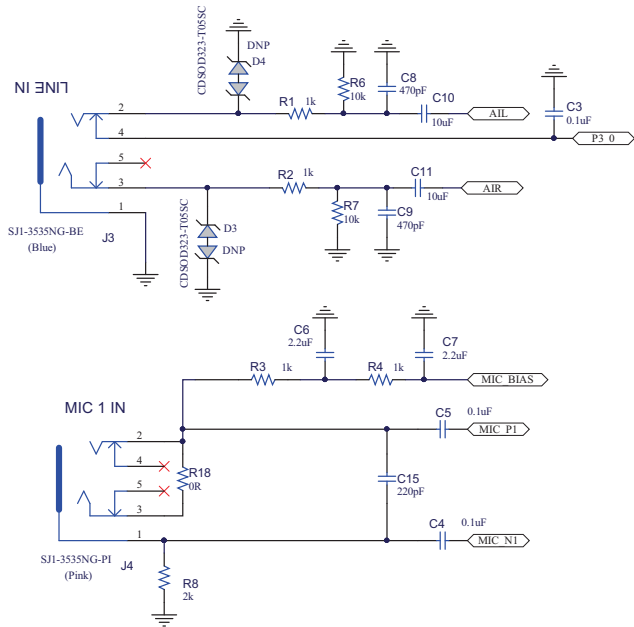 CDSOD323-T05SC
DNP
D4
LINE IN
2
4
5
3
1
SJ1-3535NG-BE
(Blue)
J3
R1
1k
R6
10k
C8
470pF
C10
10uF
AIL
C3
0.1uF
P3_0
R2
1k
C11
10uF
AIR
R7
10k
C9
470pF
CDSOD323-T05SC
D3
DNP
C6
2.2uF
C7
2.2uF
R3
1k
R4
1k
MIC_BIAS
MIC 1 IN
2
4
5
3
1
R18
0R
C5
0.1uF
MIC_P1
C15
220pF
C4
0.1uF
MIC_N1
SJ1-3535NG-PI
(Pink)
J4
R8
2k